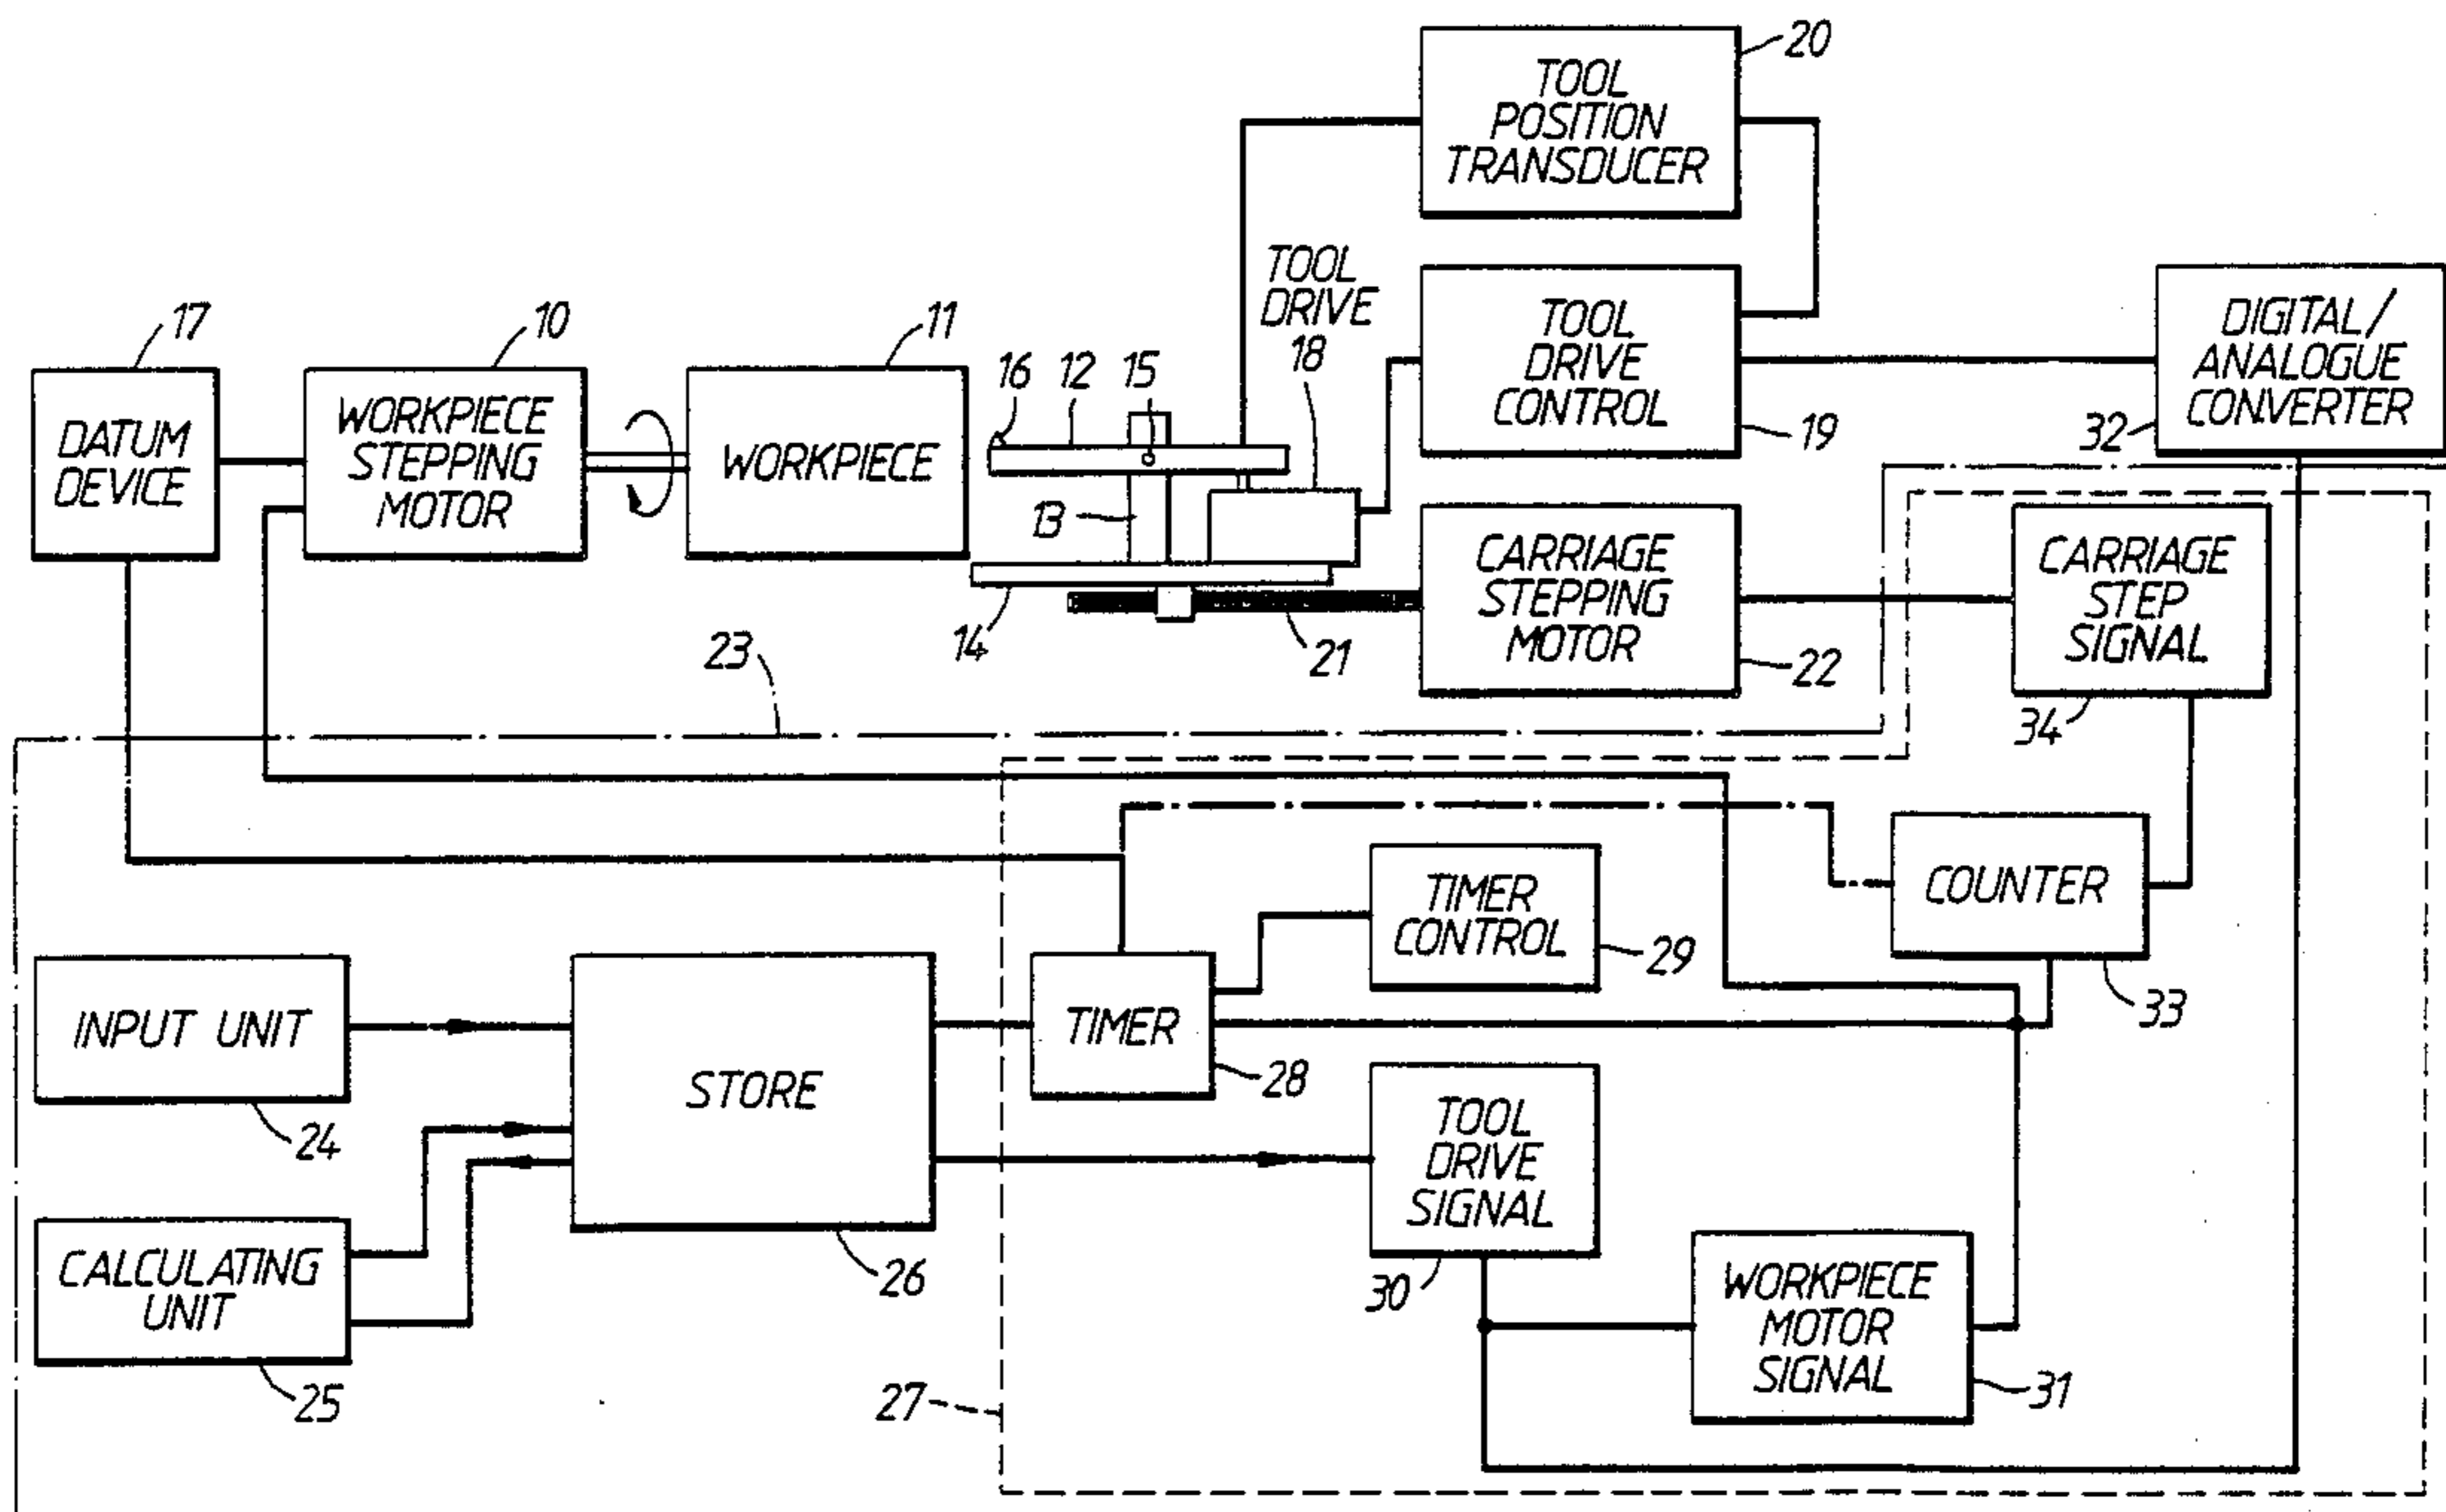 20
TOOL
POSITION
TRANSDUCER
TOOL
DRIVE
18
TOOL
DRIVE
CONTROL
19
DIGITAL/
ANALOGUE
CONVERTER
32
17
DATUM
DEVICE
10
WORKPIECE
STEPPING
MOTOR
11
WORKPIECE
16
12
15
13
14
21
CARRIAGE
STEPPING
MOTOR
22
CARRIAGE
STEP
SIGNAL
34
23
COUNTER
33
TIMER
CONTROL
29
INPUT UNIT
24
STORE
26
TIMER
28
TOOL
DRIVE
SIGNAL
30
CALCULATING
UNIT
25
WORKPIECE
MOTOR
SIGNAL
31
27